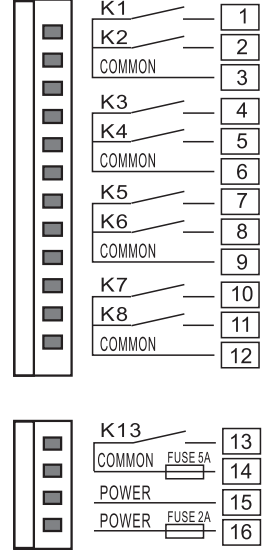 K1
1
K2
2
COMMON
3
K3
4
K4
5
COMMON
6
K5
7
K6
8
COMMON
9
K7
10
K8
11
COMMON
12
K13
13
COMMON FUSE 5A
14
POWER
15
POWER FUSE 2A
16